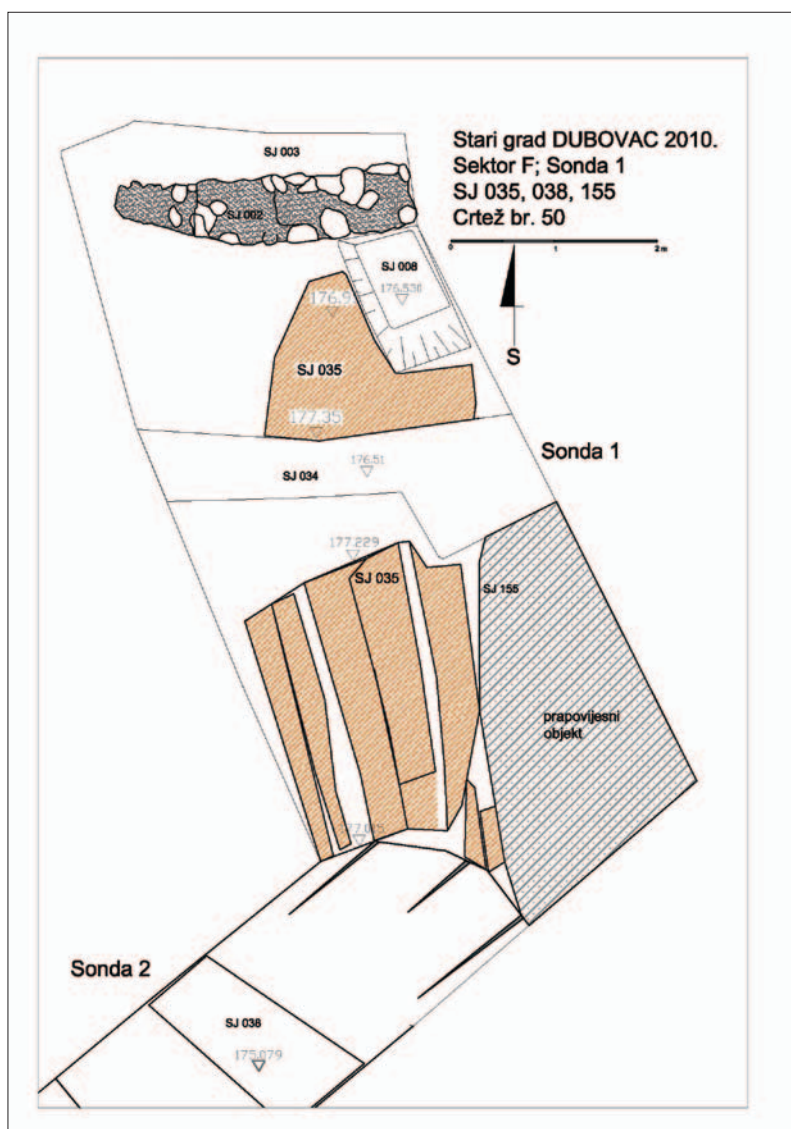 Stari grad DUBOVAC 2010.
Sektor F; Sonda 1
SJ 035, 038, 155
Crtež br. 50
0 1 2 m
S
SJ 003
SJ 002
SJ 008
176.538
176.9
SJ 035
177.35
Sonda 1
176.51
SJ 034
177.229
SJ 035
SJ 155
prapovijesni
objekt
Sonda 2
SJ 038
175.079